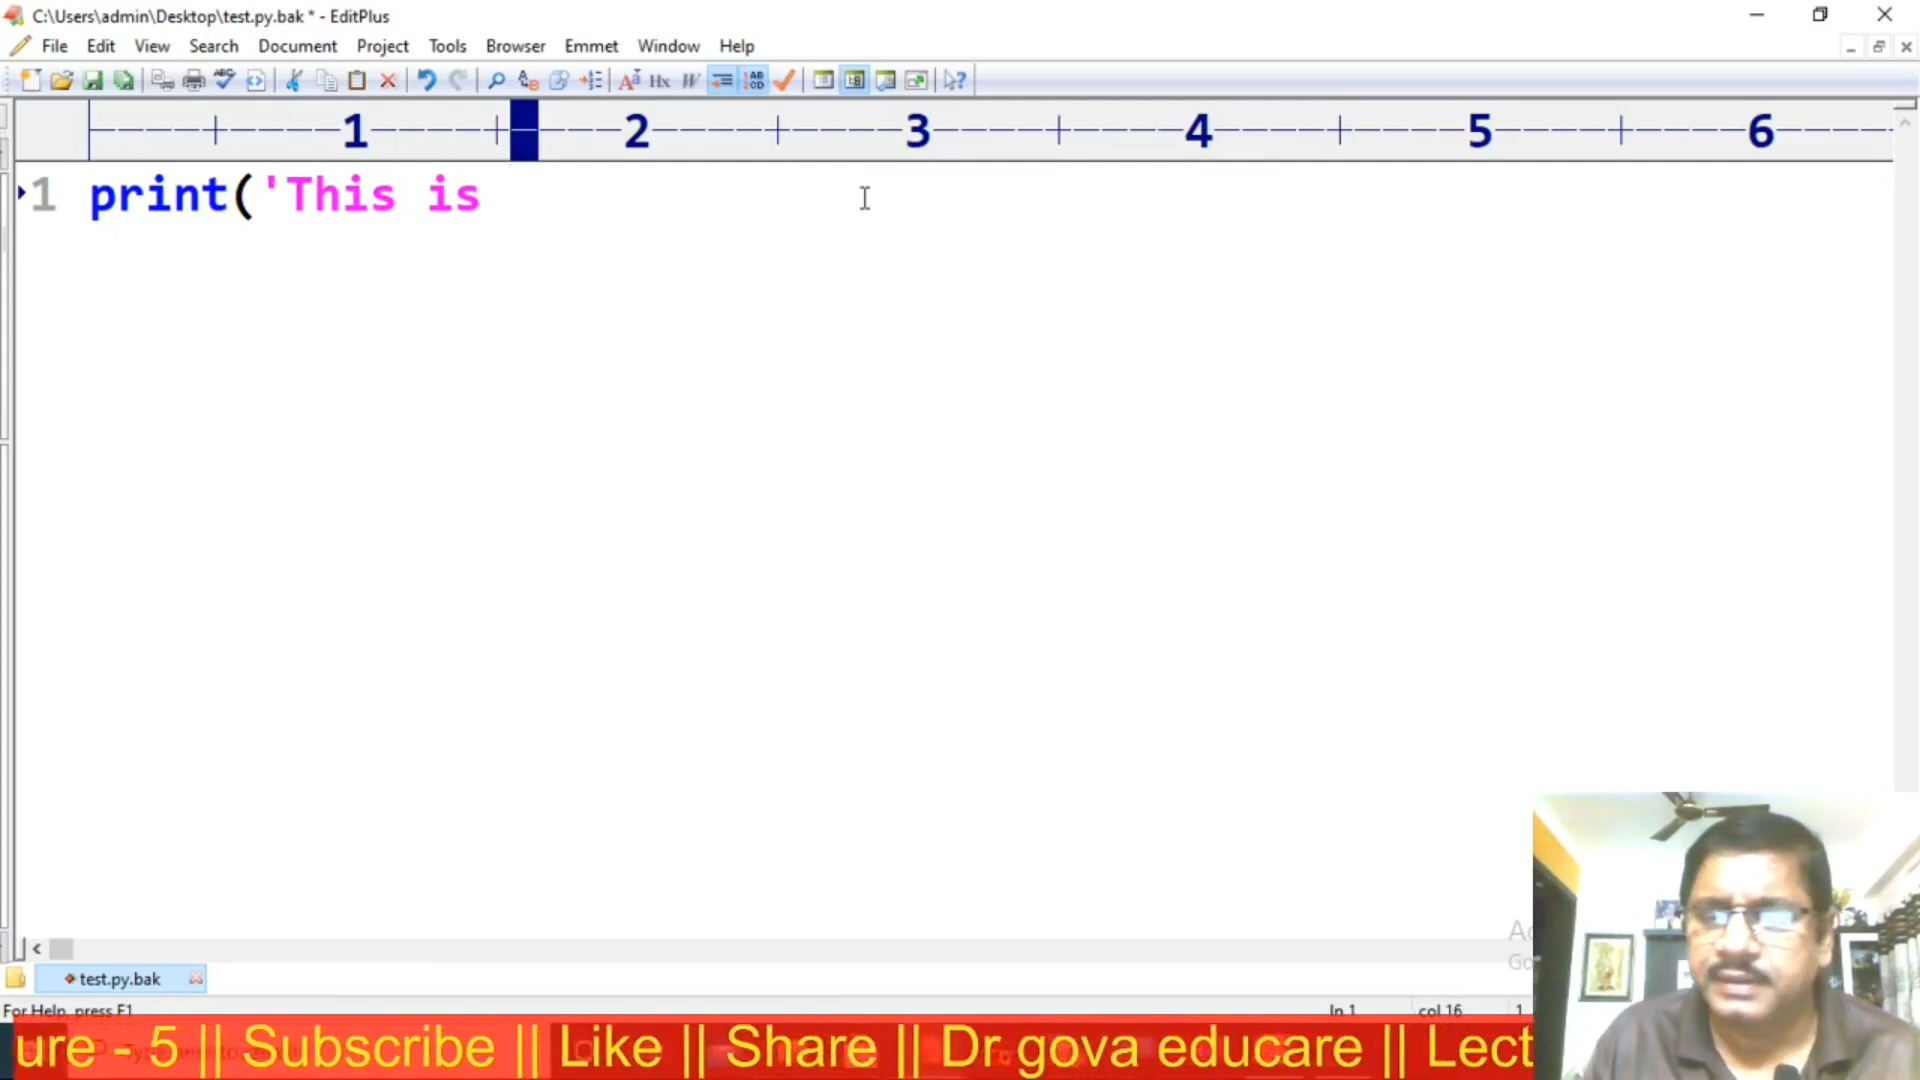 C:\Users\admin\Desktop\test.py.bak * - EditPlus
File Edit View Search Document Project Tools Browser Emmet Window Help
1 2 3 4 5 6
1 print('This is
test.py.bak
For Help, press F1 ln 1 col 16 1
ure - 5 || Subscribe || Like || Share || Dr gova educare || Lect